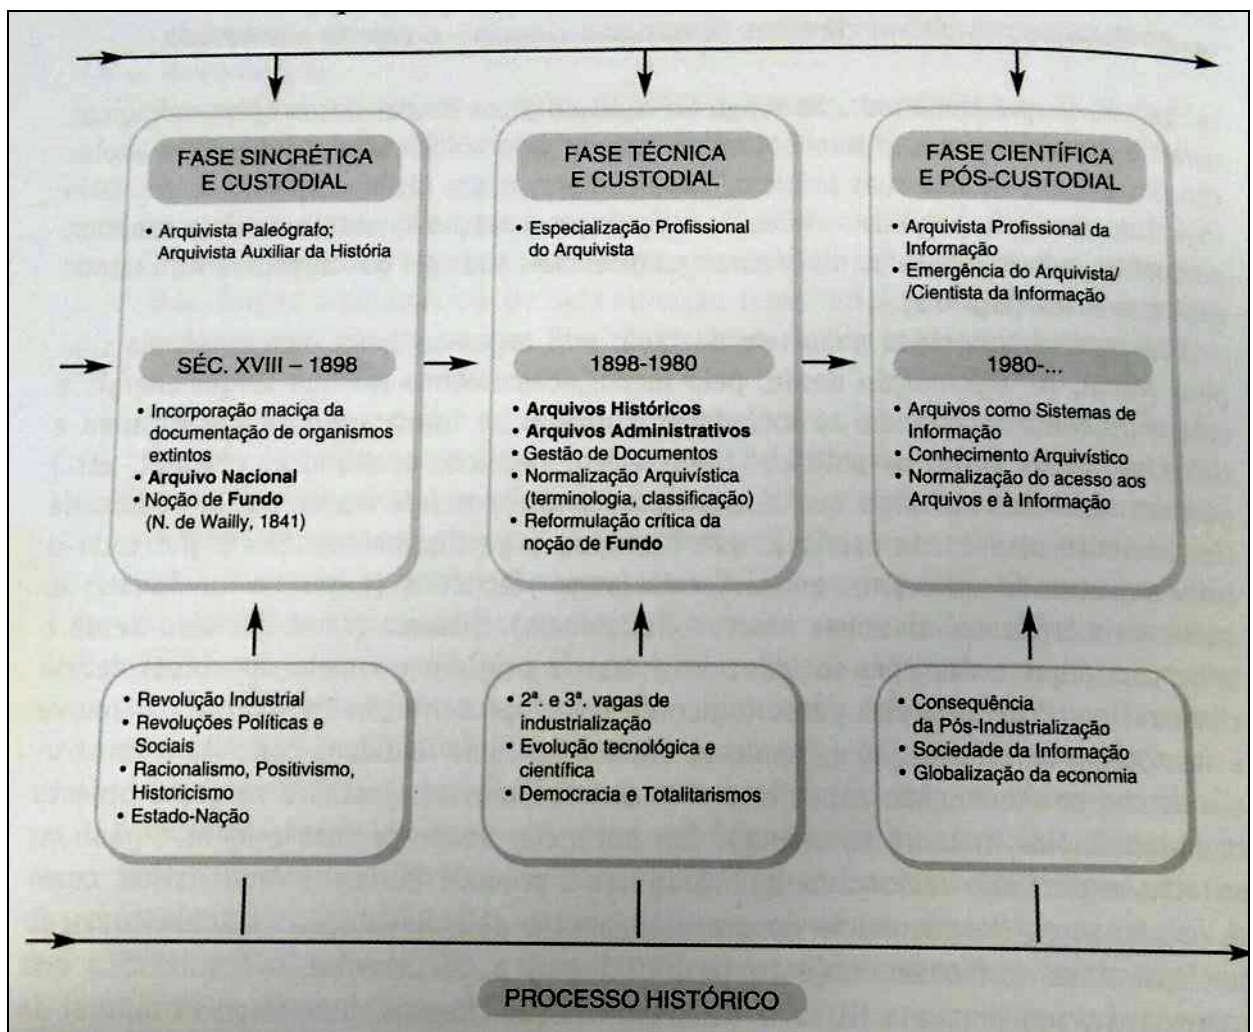 FASE SINCRÉTICA
E CUSTODIAL
• Arquivista Paleógrafo;
Arquivista Auxiliar da História
SÉC. XVIII – 1898
• Incorporação maciça da
documentação de organismos
extintos
• Arquivo Nacional
• Noção de Fundo
(N. de Wailly, 1841)
• Revolução Industrial
• Revoluções Políticas e
Sociais
• Racionalismo, Positivismo,
Historicismo
• Estado-Nação
FASE TÉCNICA
E CUSTODIAL
• Especialização Profissional
do Arquivista
1898-1980
• Arquivos Históricos
• Arquivos Administrativos
• Gestão de Documentos
• Normalização Arquivística
(terminologia, classificação)
• Reformulação crítica da
noção de Fundo
• 2ª. e 3ª. vagas de
industrialização
• Evolução tecnológica e
científica
• Democracia e Totalitarismos
FASE CIENTÍFICA
E PÓS-CUSTODIAL
• Arquivista Profissional da
Informação
• Emergência do Arquivista/
/Cientista da Informação
1980-...
• Arquivos como Sistemas de
Informação
• Conhecimento Arquivístico
• Normalização do acesso aos
Arquivos e à Informação
• Consequência
da Pós-Industrialização
• Sociedade da Informação
• Globalização da economia
PROCESSO HISTÓRICO